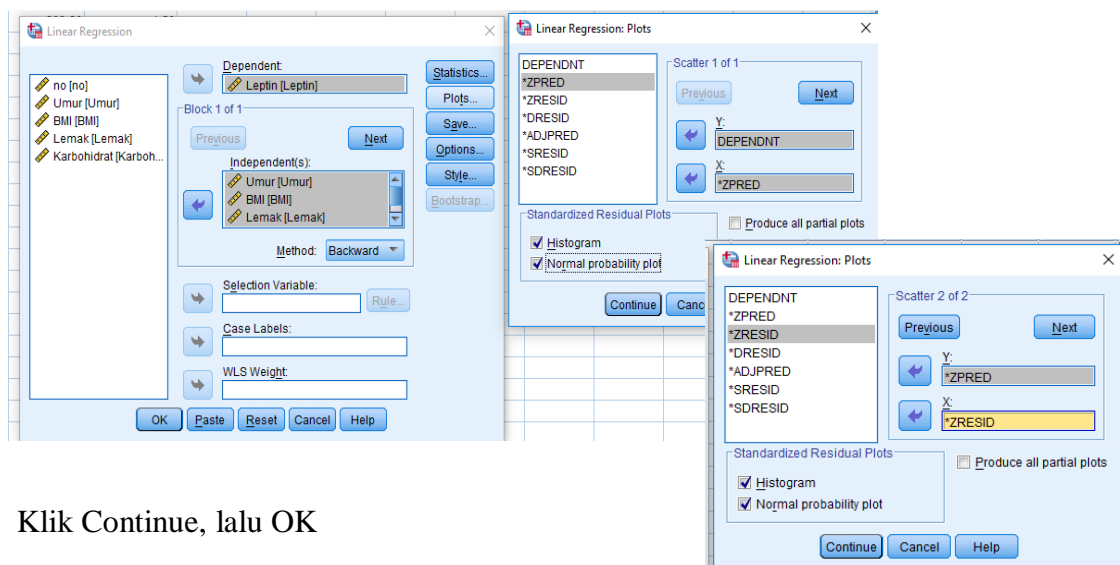 Linear Regression
no [no]
Umur [Umur]
BMI [BMI]
Lemak [Lemak]
Karbohidrat [Karboh...
Dependent:
Leptin [Leptin]
Block 1 of 1
Previous
Next
Independent(s):
Umur [Umur]
BMI [BMI]
Lemak [Lemak]
Method: Backward
Selection Variable:
Rule...
Case Labels:
WLS Weight:
Statistics...
Plots...
Save...
Options...
Style...
Bootstrap...
OK Paste Reset Cancel Help
Linear Regression: Plots
DEPENDNT
*ZPRED
*ZRESID
*DRESID
*ADJPRED
*SRESID
*SDRESID
Scatter 1 of 1
Previous
Next
Y:
DEPENDNT
X:
*ZPRED
Standardized Residual Plots
Histogram
Normal probability plot
Produce all partial plots
Continue Canc
Linear Regression: Plots
DEPENDNT
*ZPRED
*ZRESID
*DRESID
*ADJPRED
*SRESID
*SDRESID
Scatter 2 of 2
Previous
Next
Y:
*ZPRED
X:
*ZRESID
Standardized Residual Plots
Histogram
Normal probability plot
Produce all partial plots
Continue Cancel Help
Klik Continue, lalu OK